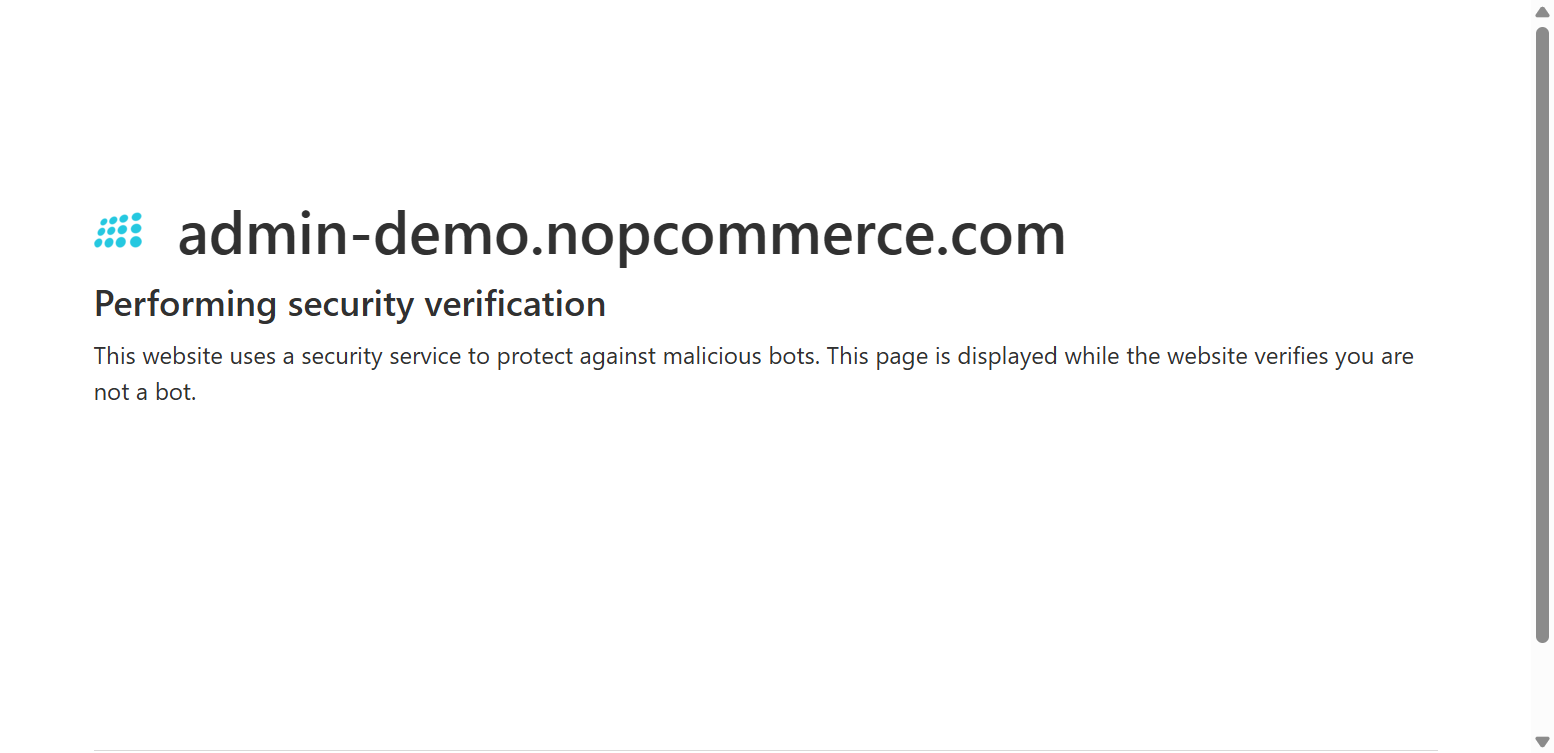 admin-demo.nopcommerce.com
Performing security verification
This website uses a security service to protect against malicious bots. This page is displayed while the website verifies you are
not a bot.